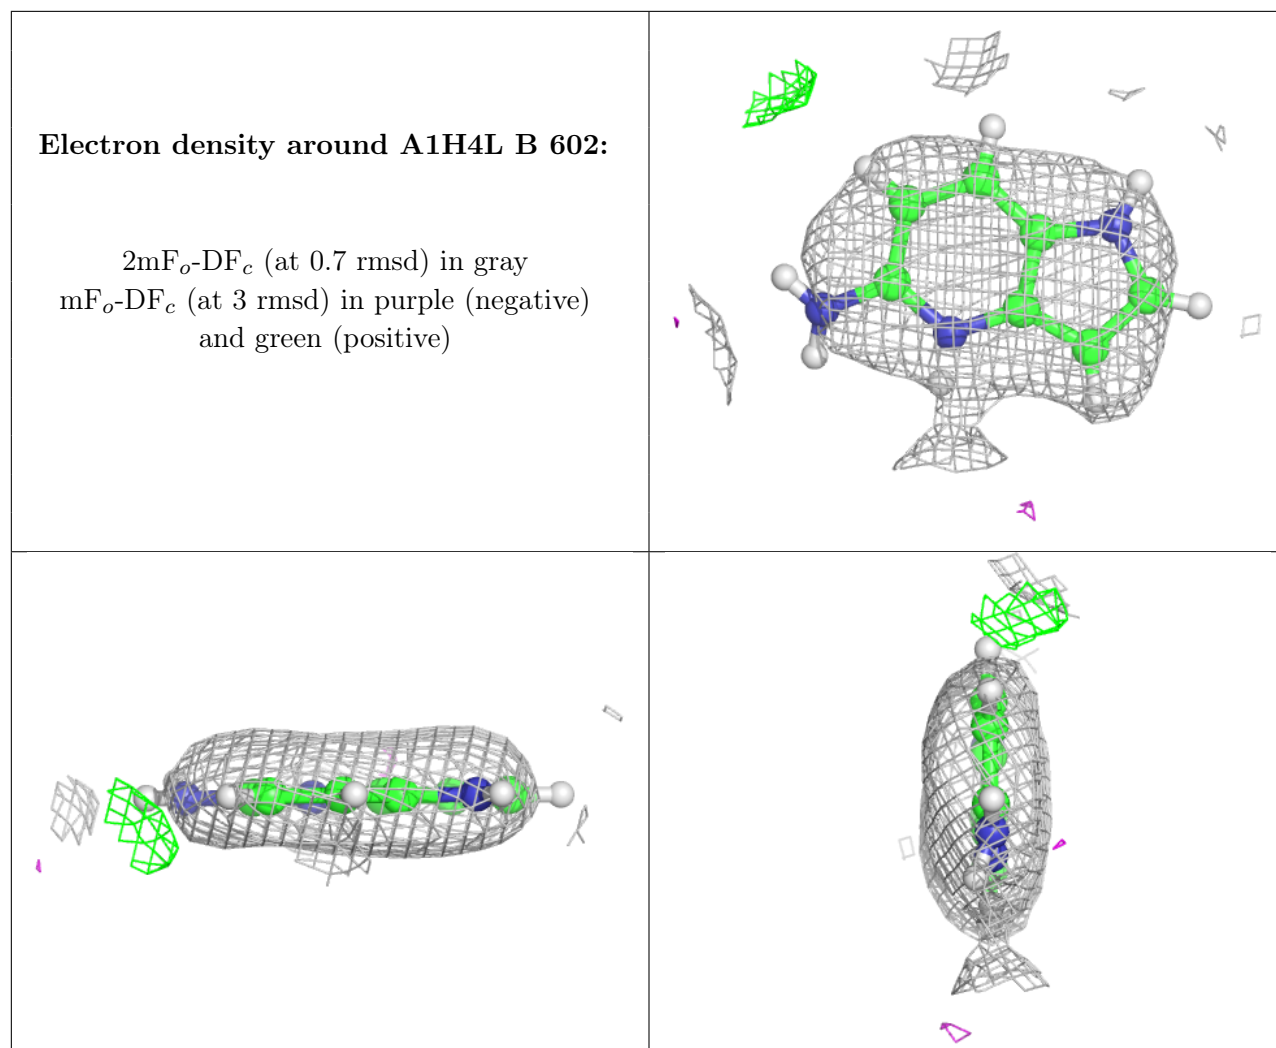 Electron density around A1H4L B 602:
2mFₒ-DF𝒸 (at 0.7 rmsd) in gray
mFₒ-DF𝒸 (at 3 rmsd) in purple (negative)
and green (positive)